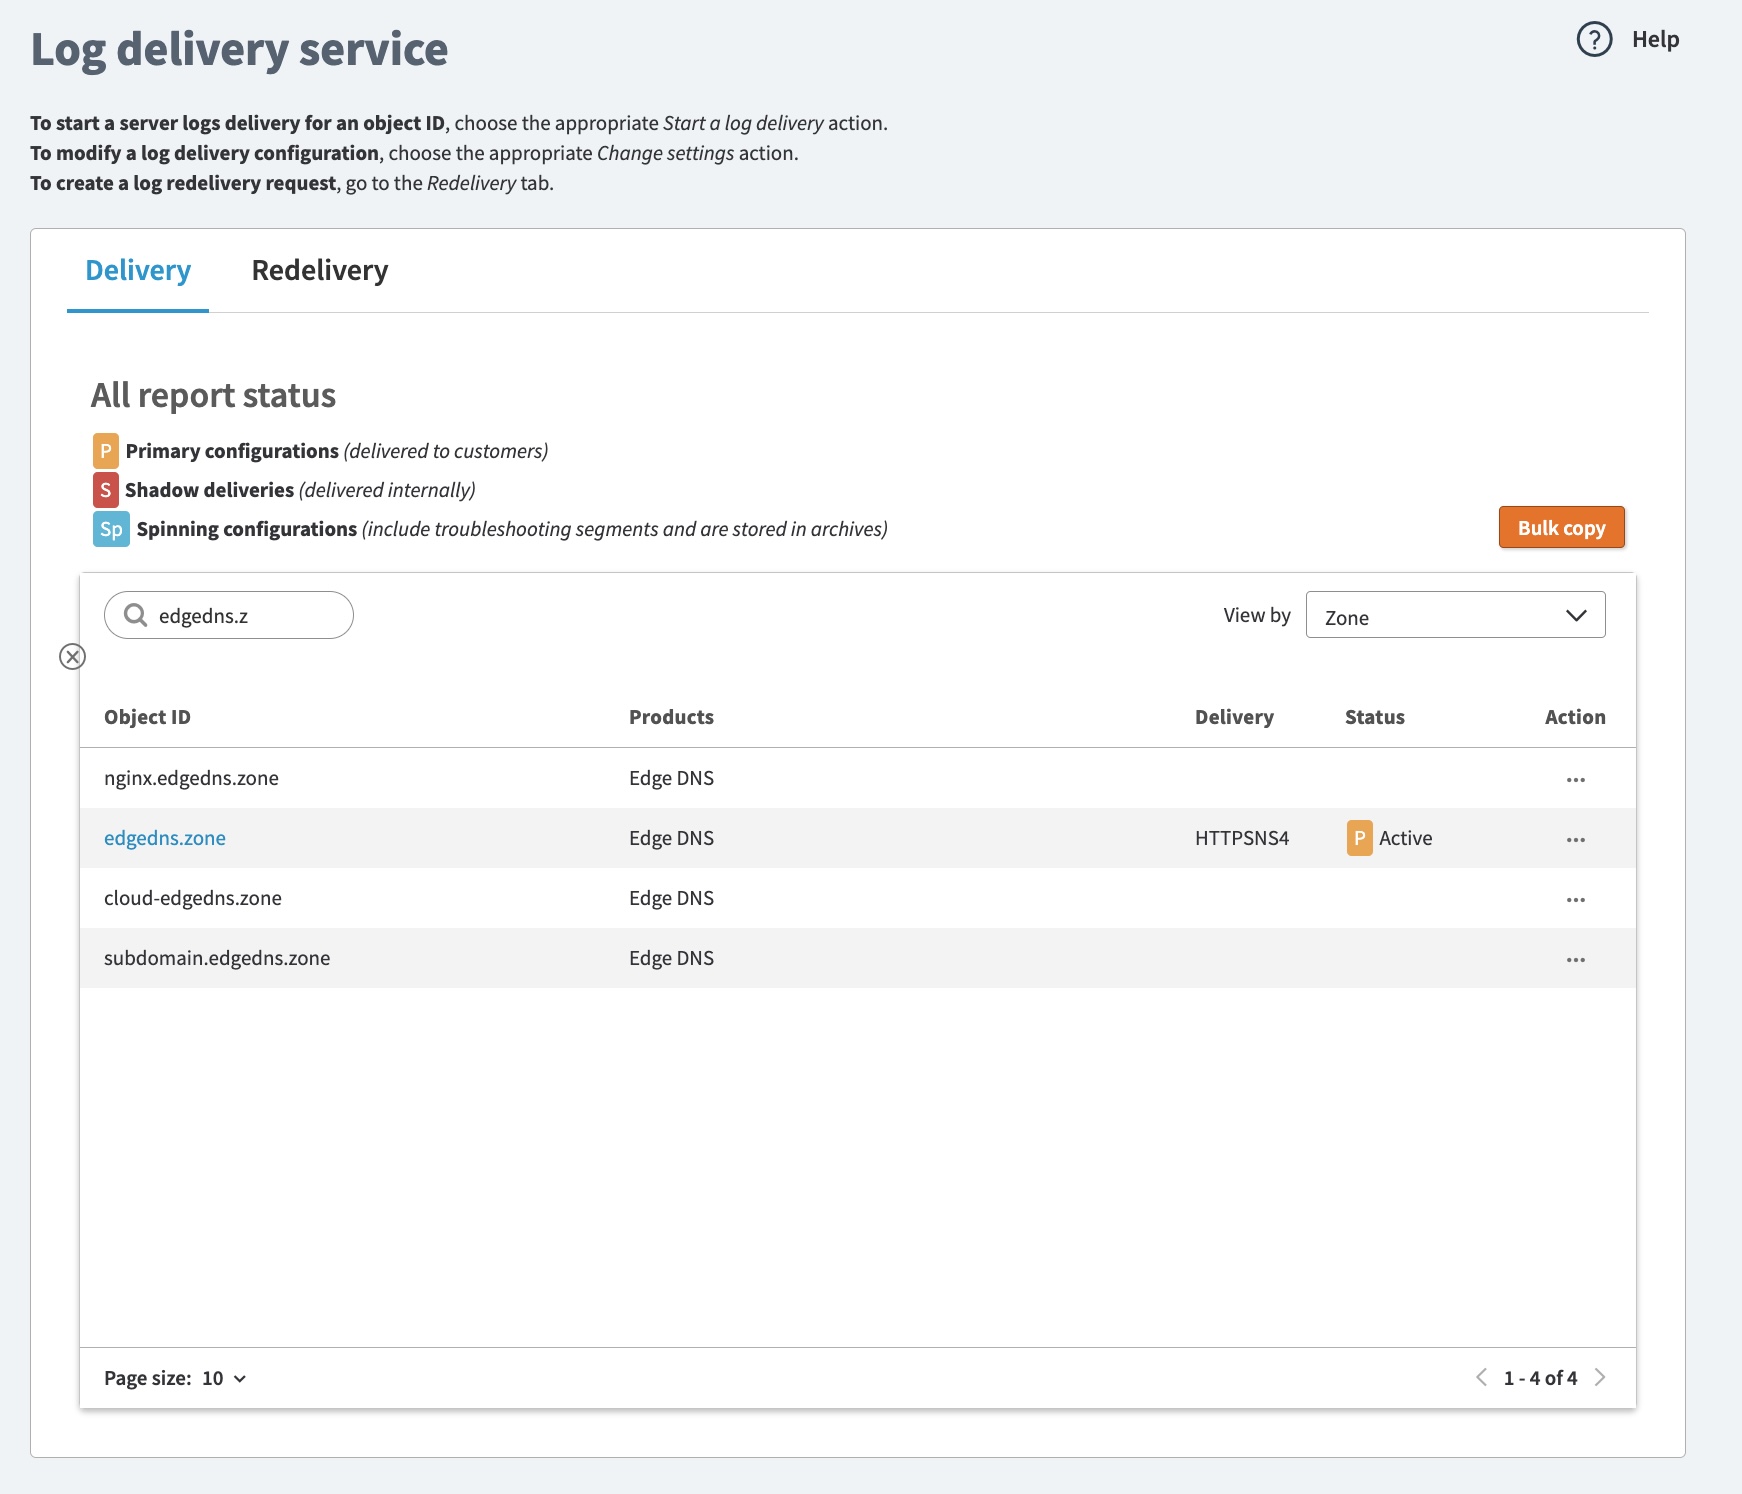 Log delivery service
? Help
To start a server logs delivery for an object ID, choose the appropriate Start a log delivery action.
To modify a log delivery configuration, choose the appropriate Change settings action.
To create a log redelivery request, go to the Redelivery tab.
Delivery Redelivery
All report status
P Primary configurations (delivered to customers)
S Shadow deliveries (delivered internally)
Sp Spinning configurations (include troubleshooting segments and are stored in archives)
Bulk copy
edgedns.z View by Zone
Object ID Products Delivery Status Action
nginx.edgedns.zone Edge DNS ...
edgedns.zone Edge DNS HTTPSNS4 P Active ...
cloud-edgedns.zone Edge DNS ...
subdomain.edgedns.zone Edge DNS ...
Page size: 10 1 - 4 of 4